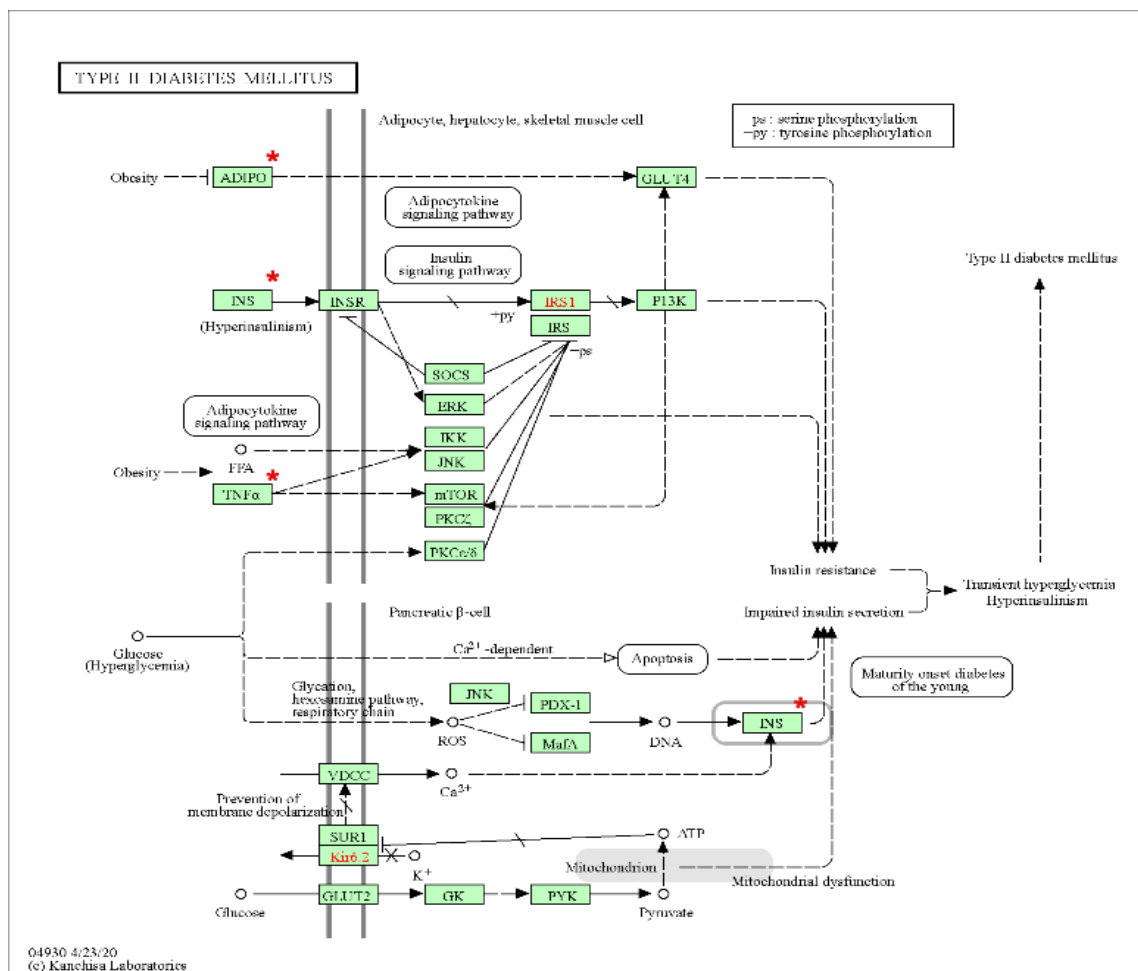 TYPE II DIABETES MELLITUS
Adipocyte, hepatocyte, skeletal muscle cell
ps : serine phosphorylation
-py : tyrosine phosphorylation
*
Obesity
ADIPO
GLUT4
Adipocytokine
signaling pathway
Insulin
signaling pathway
Type II diabetes mellitus
*
INS
INSR
IRS1
P13K
+py
(Hyperinsulinism)
IRS
-ps
SOCS
ERK
Adipocytokine
signaling pathway
IKK
JNK
FFA
Obesity
*
TNFα
mTOR
PKCζ
PKCα/δ
Insulin resistance
Transient hyperglycemia
Hyperinsulinism
Impaired insulin secretion
Pancreatic β-cell
Glucose
(Hyperglycemia)
Ca2+ -dependent
Apoptosis
Maturity onset diabetes
of the young
Glycation,
hexosamine pathway,
respiratory chain
JNK
PDX-1
*
INS
ROS
MafA
DNA
VDCC
Ca2+
Prevention of
membrane depolarization
SUR1
ATP
Kir6.2
K+
Mitochondrion
Mitochondrial dysfunction
Glucose
GLUT2
GK
PYK
Pyruvate
04930 4/23/20
(c) Kanehisa Laboratories